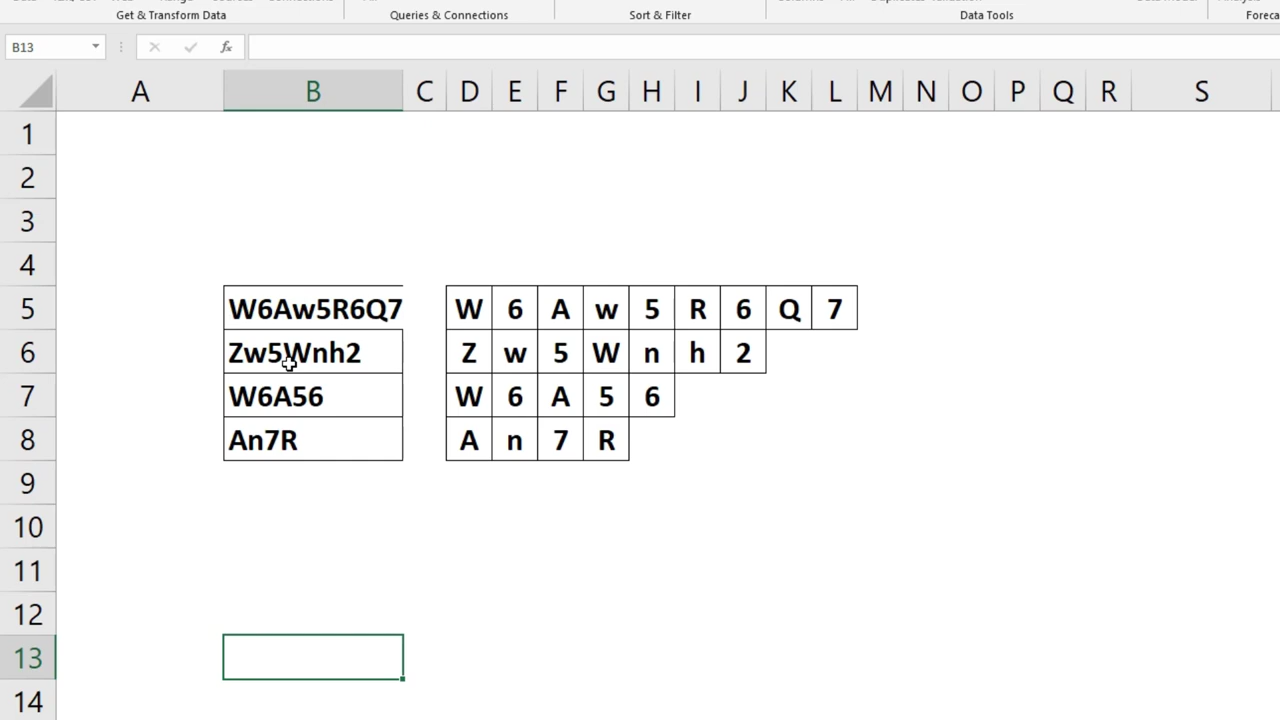 Get & Transform Data Queries & Connections Sort & Filter Data Tools
B13 fx
A B C D E F G H I J K L M N O P Q R S
1
2
3
4
5 W6Aw5R6Q7 W 6 A w 5 R 6 Q 7
6 Zw5Wnh2 Z w 5 W n h 2
7 W6A56 W 6 A 5 6
8 An7R A n 7 R
9
10
11
12
13
14